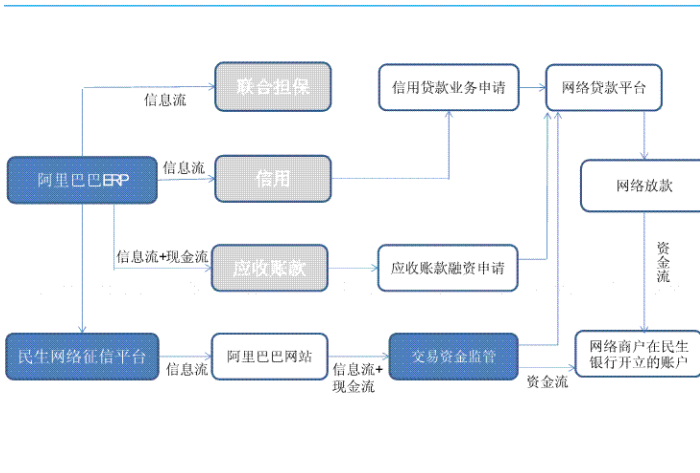 联合担保
信用贷款业务申请
网络贷款平台
信息流
阿里巴巴ERP
信息流
信用
网络放款
信息流+现金流
应收账款
应收账款融资申请
资金流
民生网络征信平台
信息流
阿里巴巴网站
信息流+
现金流
交易资金监管
资金流
网络商户在民生
银行开立的账户